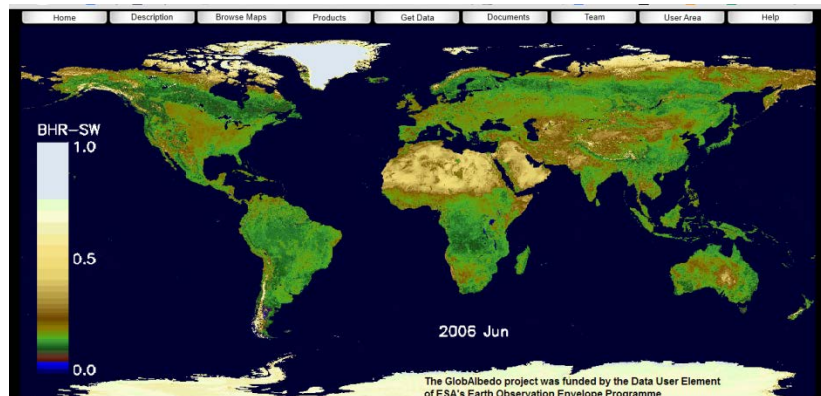 Home Description Browse Maps Products Get Data Documents Team User Area Help
BHR-SW
1.0
0.5
0.0
2006 Jun
The GlobAlbedo project was funded by the Data User Element
of ESA's Earth Observation Envelope Programme